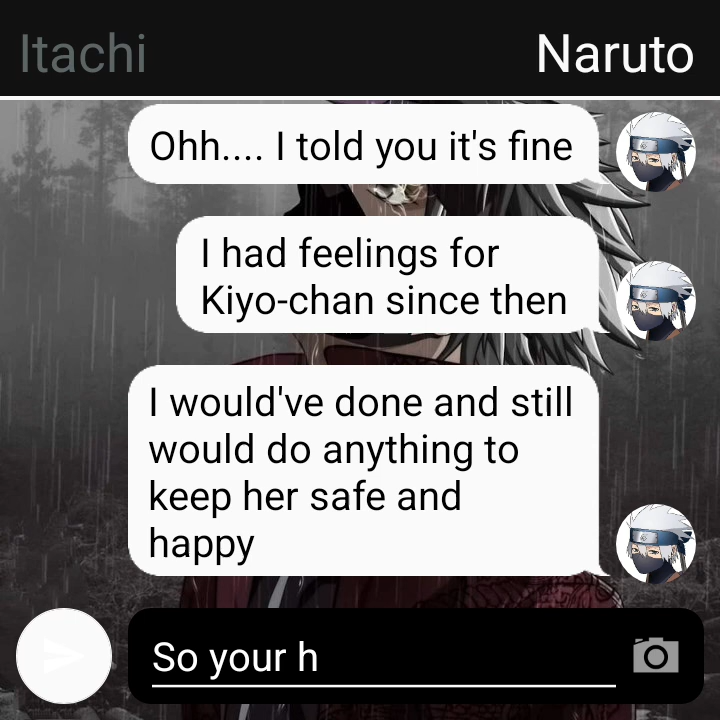 Itachi Naruto
Ohh.... I told you it's fine
I had feelings for
Kiyo-chan since then
I would've done and still
would do anything to
keep her safe and
happy
So your h